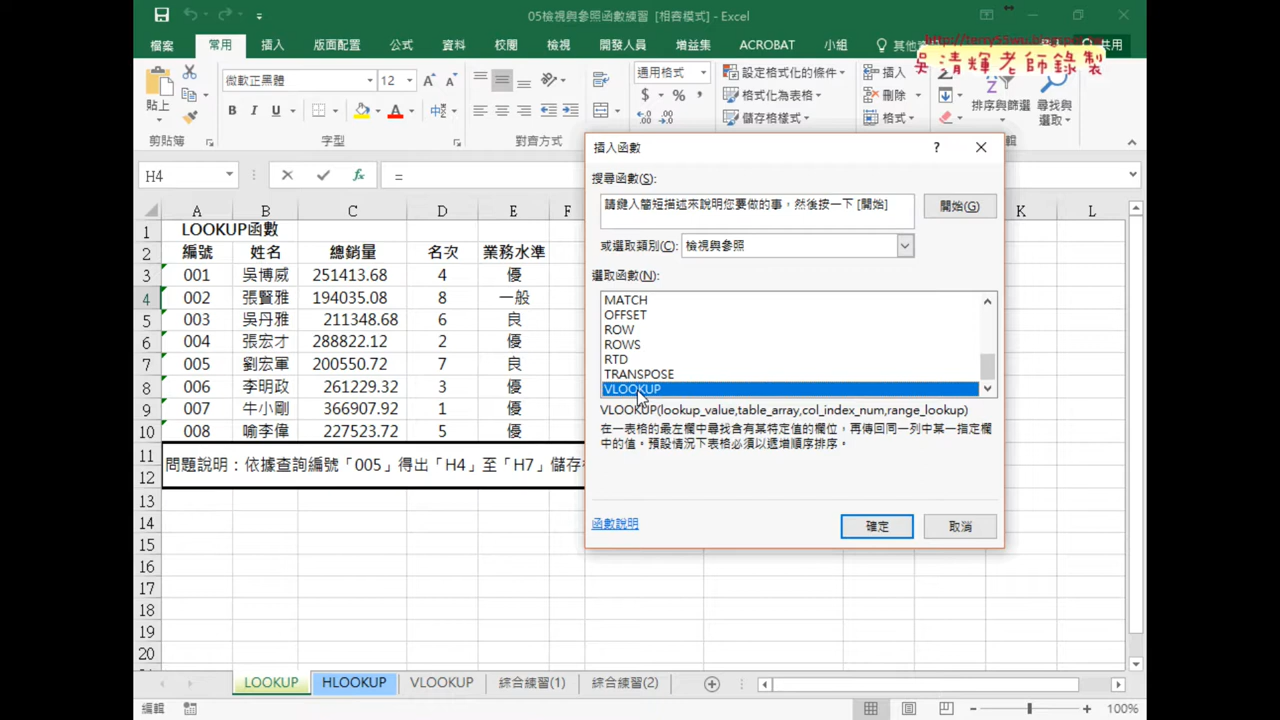 05檢視與參照函數練習 [相容模式] - Excel
檔案 常用 插入 版面配置 公式 資料 校閱 檢視 開發人員 增益集 ACROBAT 小組 其他 共用
http://terry55wu.
吳清輝老師錄製
貼上 微軟正黑體 12 B I U A 通用格式 $ % 設定格式化的條件 格式化為表格 儲存格樣式 插入 刪除 格式 排序與篩選 尋找與選取
剪貼簿 字型 對齊方式
H4 fx =
A B C D E F K L
1 LOOKUP函數
2 編號 姓名 總銷量 名次 業務水準
3 001 吳博威 251413.68 4 優
4 002 張賢雅 194035.08 8 一般
5 003 吳丹雅 211348.68 6 良
6 004 張宏才 288822.12 2 優
7 005 劉宏軍 200550.72 7 良
8 006 李明政 261229.32 3 優
9 007 牛小剛 366907.92 1 優
10 008 喻李偉 227523.72 5 優
11 問題說明：依據查詢編號「005」得出「H4」至「H7」儲存
12
13
14
15
16
17
18
19
20
插入函數 ?
搜尋函數(S):
請鍵入簡短描述來說明您要做的事，然後按一下 [開始]
開始(G)
或選取類別(C): 檢視與參照
選取函數(N):
MATCH
OFFSET
ROW
ROWS
RTD
TRANSPOSE
VLOOKUP
VLOOKUP(lookup_value,table_array,col_index_num,range_lookup)
在一表格的最左欄中尋找含有某特定值的欄位，再傳回同一列中某一指定欄
中的值。預設情況下表格必須以遞增順序排序。
函數說明 確定 取消
LOOKUP HLOOKUP VLOOKUP 綜合練習(1) 綜合練習(2)
編輯 100%